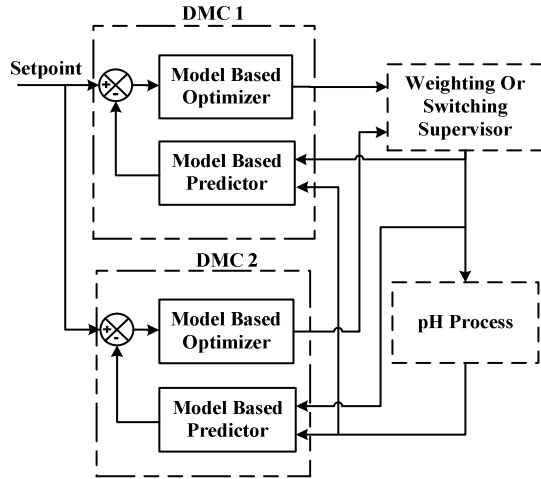 DMC 1
Setpoint
+
-
Model Based
Optimizer
Weighting Or
Switching
Supervisor
Model Based
Predictor
DMC 2
+
-
Model Based
Optimizer
pH Process
Model Based
Predictor